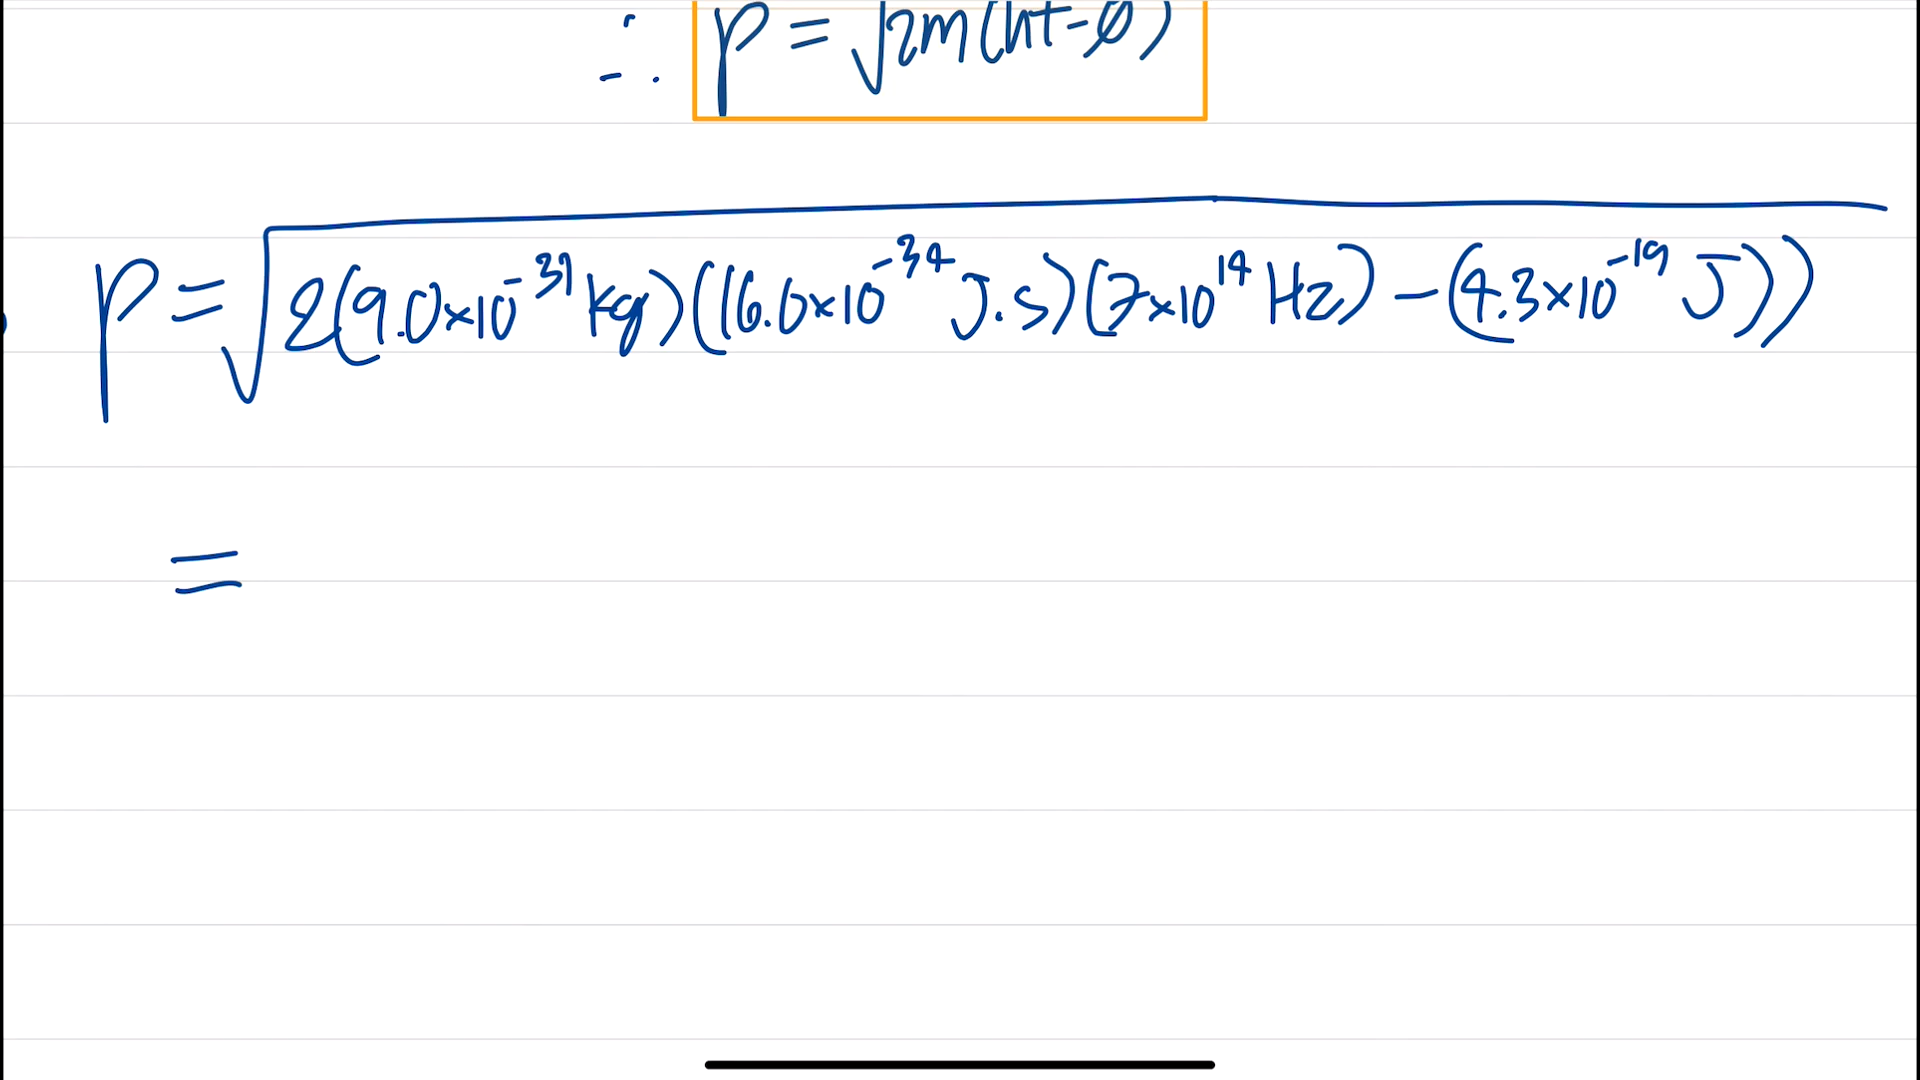 ∴ p = √2m(hf-ϕ)
p = √2(9.0×10⁻³¹ kg)((6.6×10⁻³⁴ J.s)(7×10¹⁴ Hz) - (4.3×10⁻¹⁹ J))
=